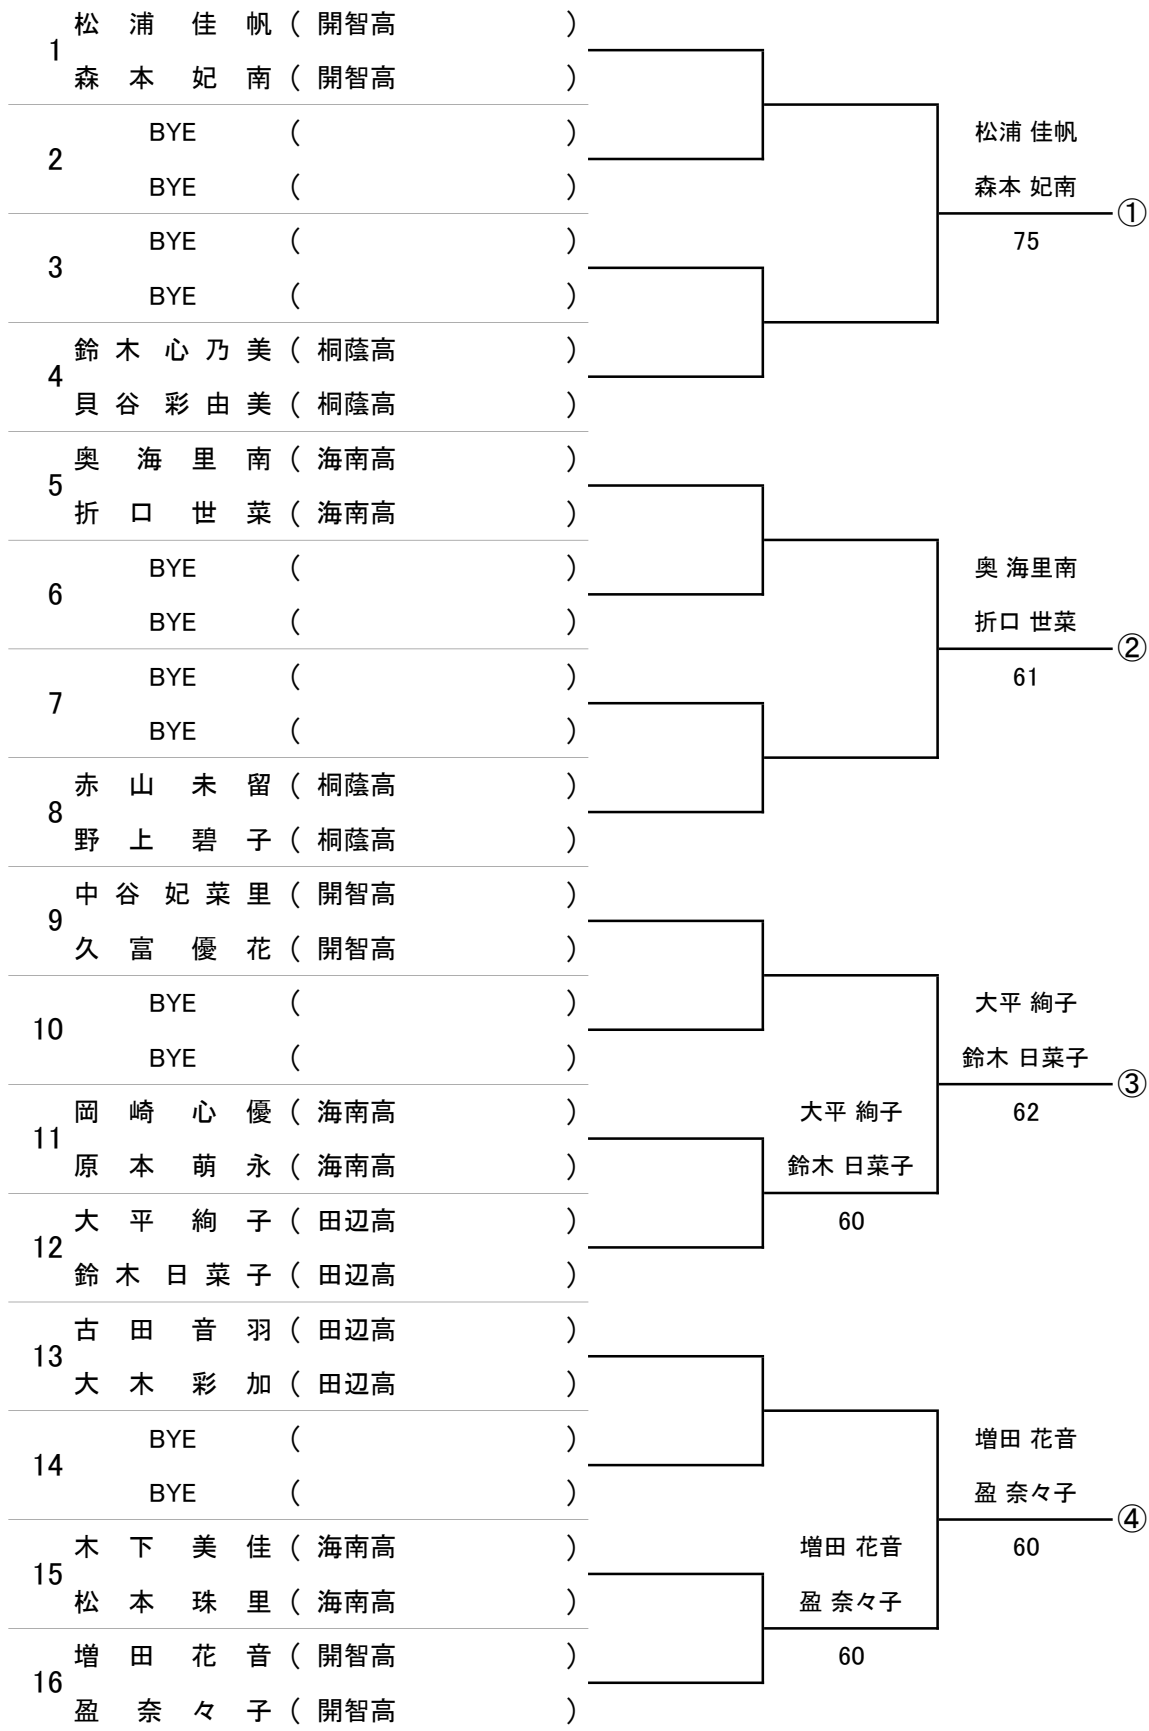 1
松浦佳帆(開智高)
森本妃南(開智高)
2
BYE()
BYE()
3
BYE()
BYE()
4
鈴木心乃美(桐蔭高)
貝谷彩由美(桐蔭高)
5
奥海里南(海南高)
折口世菜(海南高)
6
BYE()
BYE()
7
BYE()
BYE()
8
赤山未留(桐蔭高)
野上碧子(桐蔭高)
9
中谷妃菜里(開智高)
久富優花(開智高)
10
BYE()
BYE()
11
岡崎心優(海南高)
原本萌永(海南高)
12
大平絢子(田辺高)
鈴木日菜子(田辺高)
13
古田音羽(田辺高)
大木彩加(田辺高)
14
BYE()
BYE()
15
木下美佳(海南高)
松本珠里(海南高)
16
増田花音(開智高)
盈奈々子(開智高)
大平 絢子
鈴木 日菜子
60
増田 花音
盈 奈々子
60
松浦 佳帆
森本 妃南
①
75
奥 海里南
折口 世菜
②
61
大平 絢子
鈴木 日菜子
③
62
増田 花音
盈 奈々子
④
60